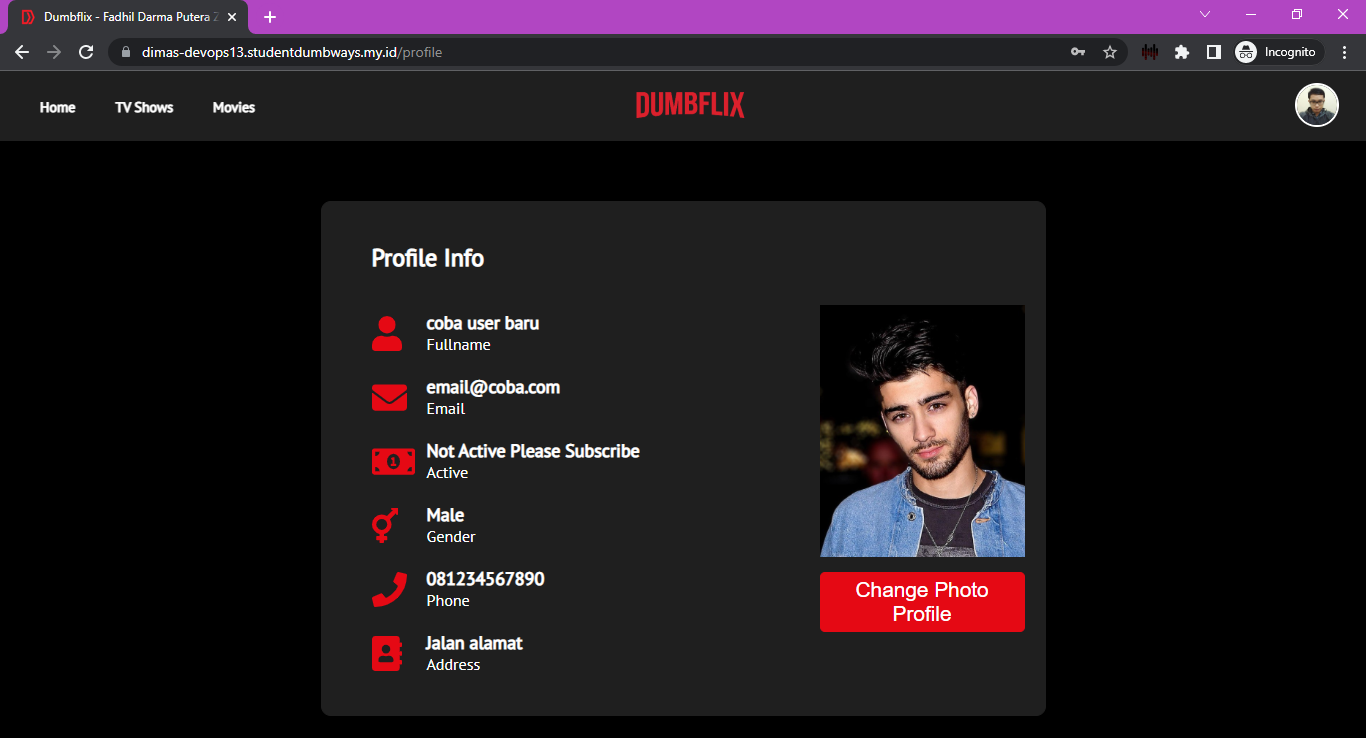 Dumbflix - Fadhil Darma Putera
dimas-devops13.studentdumbways.my.id/profile
Incognito
Home
TV Shows
Movies
DUMBFLIX
Profile Info
coba user baru
Fullname
email@coba.com
Email
1
Not Active Please Subscribe
Active
Male
Gender
081234567890
Phone
Jalan alamat
Address
Change Photo
Profile